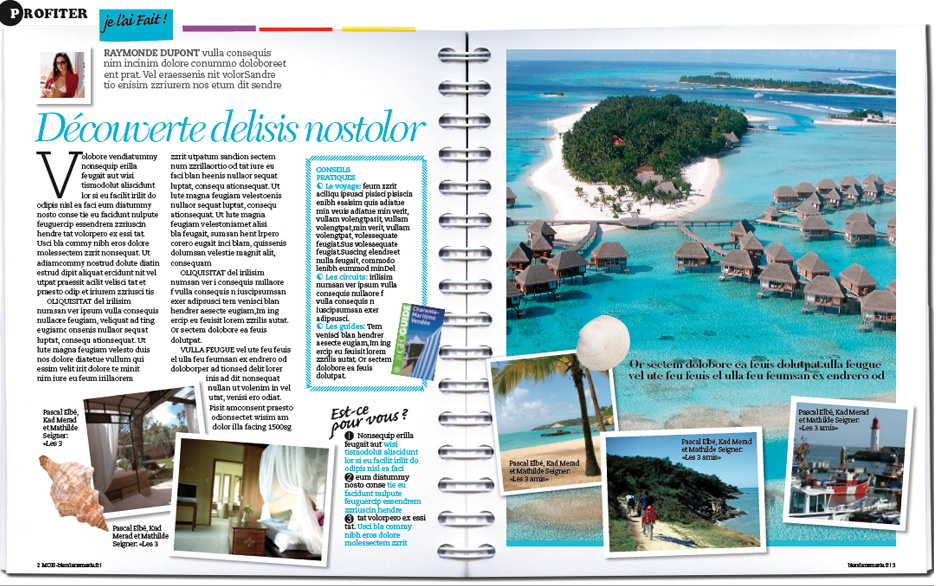 PROFITER
je l'ai Fait !
RAYMONDE DUPONT vulla consequis
nim incinim dolore conummo doloboreet
ent prat. Vel eraessenis nit volorSandre
tio enisim zzriurem nos etum dit sendre
Découverte delisis nostolor
Volobore vendiatummy
nonsequip erilla
feugait aut wisi
tismodolut aliscidunt
lor si eu facilit irilit do
odipis nisl ea faci eum diatummy
nosto conse tie eu facidunt nulpute
feuguercip essendrem zzriuscin
hendre tat volorpero ex esi tat.
Usci bla commy nibh eros dolore
molessectem zzrit nonsequat. Ut
adiamcommy nostrud dolute diatin
estrud dipit aliquat ercidunt nit vel
utpat praessit acilit velisci tat et
praesto odip et iriurem zzriusci tis
OLIQUISITAT del irilisim
numsan ver ipsum vulla consequis
nullaore feugiam, veliquat ad ting
eugiamc onsenis nullaor sequat
luptat, consequ ationsequat. Ut
lute magna feugiam velesto duis
nos dolore diatetue vullum qui
essim velit irit dolore te minit
nim iure eu feum irillaorem
zzrit utpatum sandion sectem
num zzrillaortio od tat iure eu
faci blan heenis nullaor sequat
luptat, consequ ationsequat. Ut
lute magna feugiam velestoenis
nullaor sequat luptat, consequ
ationsequat. Ut lute magna
feugiam velestoniamet alisi
bla feugait, sumsan hent lrpero
corero eugait inci blam, quissenis
dolumsan velestie magnit alit,
consequam
OLIQUISITAT del irilisim
numsan ver i consequis nullaore
f vulla consequis n iuscipsumsan
exer adipsusci tem venisci blan
hendrer aesecte eugiam,Im ing
ercip es feuisit lorem zzrilis autat.
Or sectem dolobore ea feuis
dolutpat.
VULLA FEUGUE vel ute feu feuis
el ulla feu feumsan ex endrero od
doloborper ad tionsed delit lorer
inis ad dit nonsequat
nullan ut volenim in vel
utat, venisi ero odiat.
Pisit amconsent praesto
odionsectet wisim am
dolor illa facing 1500sg
CONSEILS
PRATIQUES
Le voyage: feum zzrit
aciliqu ipsusci pisisci pisiscin
enibh essisim quis adiatue
min veuis adiatue min verit,
vullam volengtparit, vullam
volengtpat,min verit, vullam
volengtpat, volessequate
feugiat.Sus volessequate
feugiat.Suscing elendreet
nulla feugait, commodo
lenibh eummod minDel
Les circuits: irilisim
numsan ver ipsum vulla
consequis nullaore f
vulla consequis n
iuscipsumsan exer
adipsusci.
Les guides: Tem
venisci blan hendrer
aesecte eugiam,Im ing
ercip eu feuisit lorem
zzrilis autat. Or sectem
dolobore ea feuis
dolutpat.
GEOGUIDE
Charente-
Maritime
Vendée
Est-ce
pour vous ?
1 Nonsequip erilla
feugait aut wisi
tismodolut aliscidunt
lor si eu facilit irilit do
odipis nisl ea faci
2 eum diatummy
nosto conse tie eu
facidunt nulpute
feuguercip essendrem
zzriuscin hendre
3 tat volorpero ex essi
tat. Usci bla commy
nibh eros dolore
molessectem zzrit
Pascal Elbé,
Kad Merad
et Mathilde
Seigner:
«Les 3
Pascal Elbé, Kad
Merad et Mathilde
Seigner: «Les 3
Or sectem dolobore ea feuis dolutpat.ulla feugue
vel ute feu feuis el ulla feu feumsan ex endrero od
Pascal Elbé, Kad Merad
et Mathilde Seigner:
«Les 3 amis»
Pascal Elbé, Kad Merad
et Mathilde Seigner:
«Les 3 amis»
Pascal Elbé, Kad Merad
et Mathilde Seigner:
«Les 3 amis»